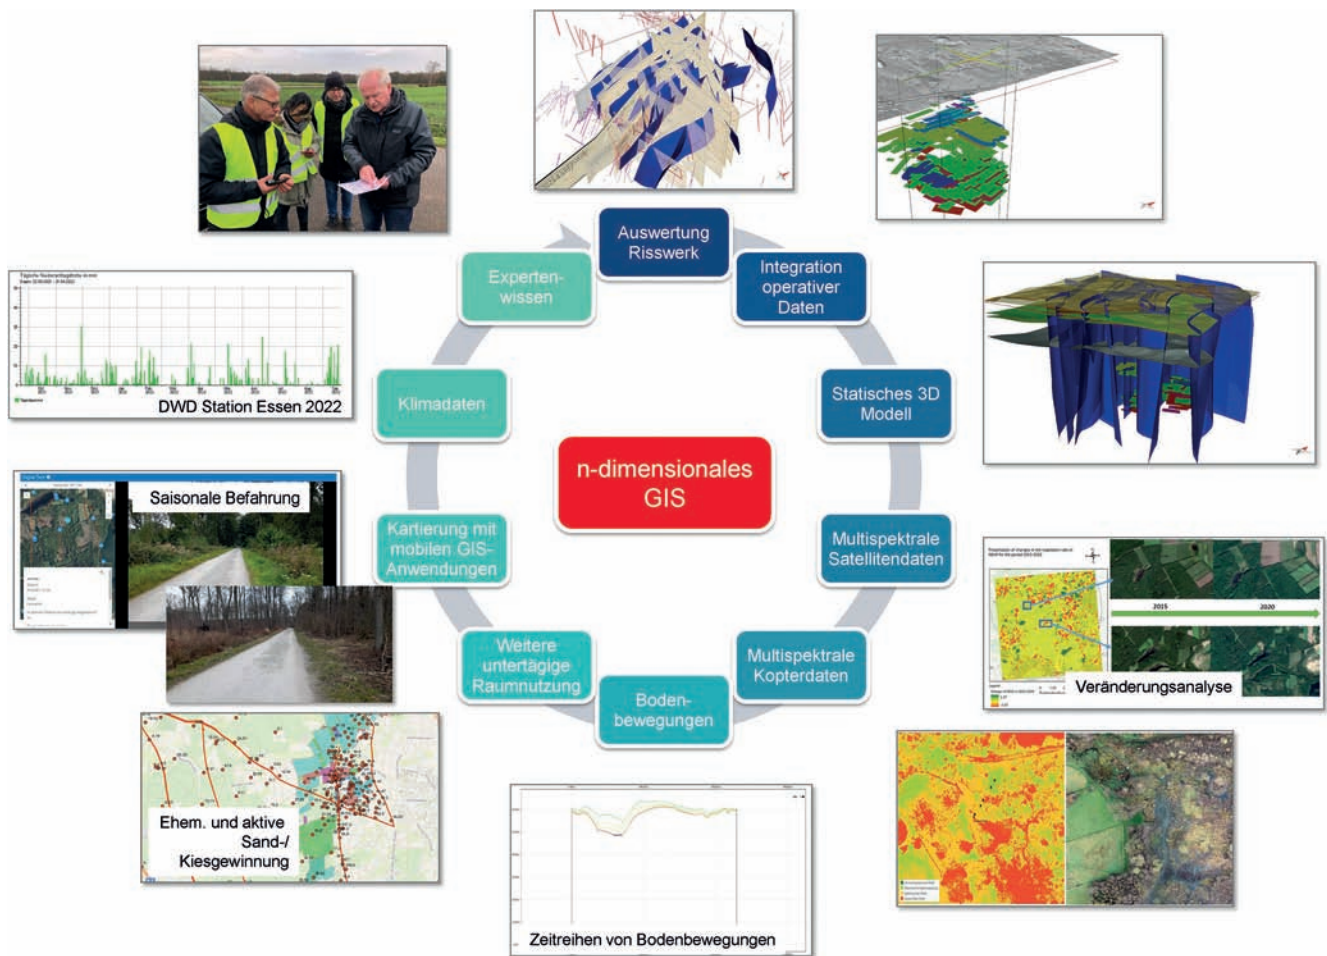 Auswertung
Risswerk
Integration
operativer
Daten
Statisches 3D
Modell
Multispektrale
Satellitendaten
Multispektrale
Kopterdaten
Boden-
bewegungen
Weitere
untertägige
Raumnutzung
Kartierung mit
mobilen GIS-
Anwendungen
Klimadaten
Experten-
wissen
n-dimensionales
GIS
DWD Station Essen 2022
Saisonale Befahrung
Ehem. und aktive
Sand-/
Kiesgewinnung
Zeitreihen von Bodenbewegungen
2015
2020
Veränderungsanalyse